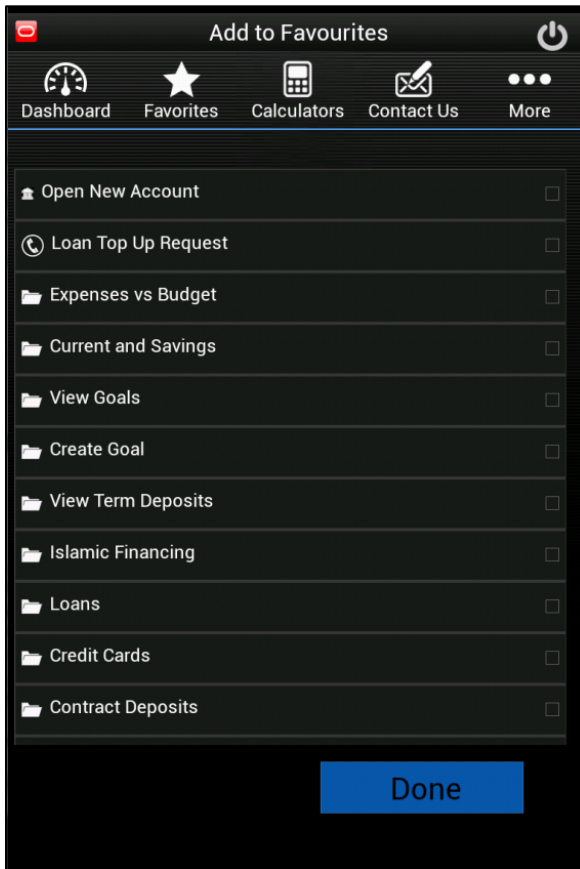 Add to Favourites
Dashboard Favorites Calculators Contact Us More
Open New Account
Loan Top Up Request
Expenses vs Budget
Current and Savings
View Goals
Create Goal
View Term Deposits
Islamic Financing
Loans
Credit Cards
Contract Deposits
Done